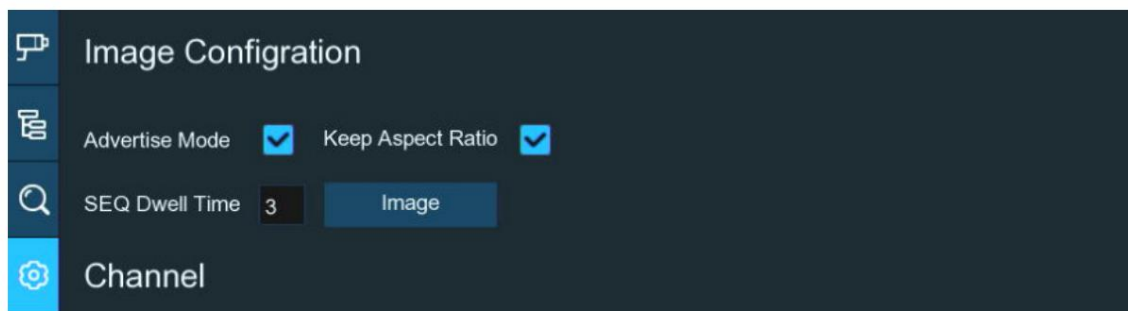 Image Configration
Advertise Mode Keep Aspect Ratio
SEQ Dwell Time 3 Image
Channel